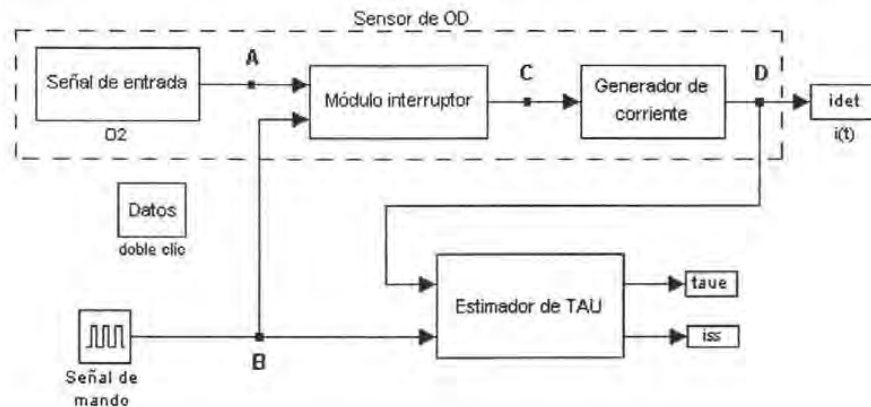 Sensor de OD
Señal de entrada
O2
A
Módulo interruptor
C
Generador de
corriente
D
idet
i(t)
Datos
doble clic
Estimador de TAU
taue
iss
B
Señal de
mando